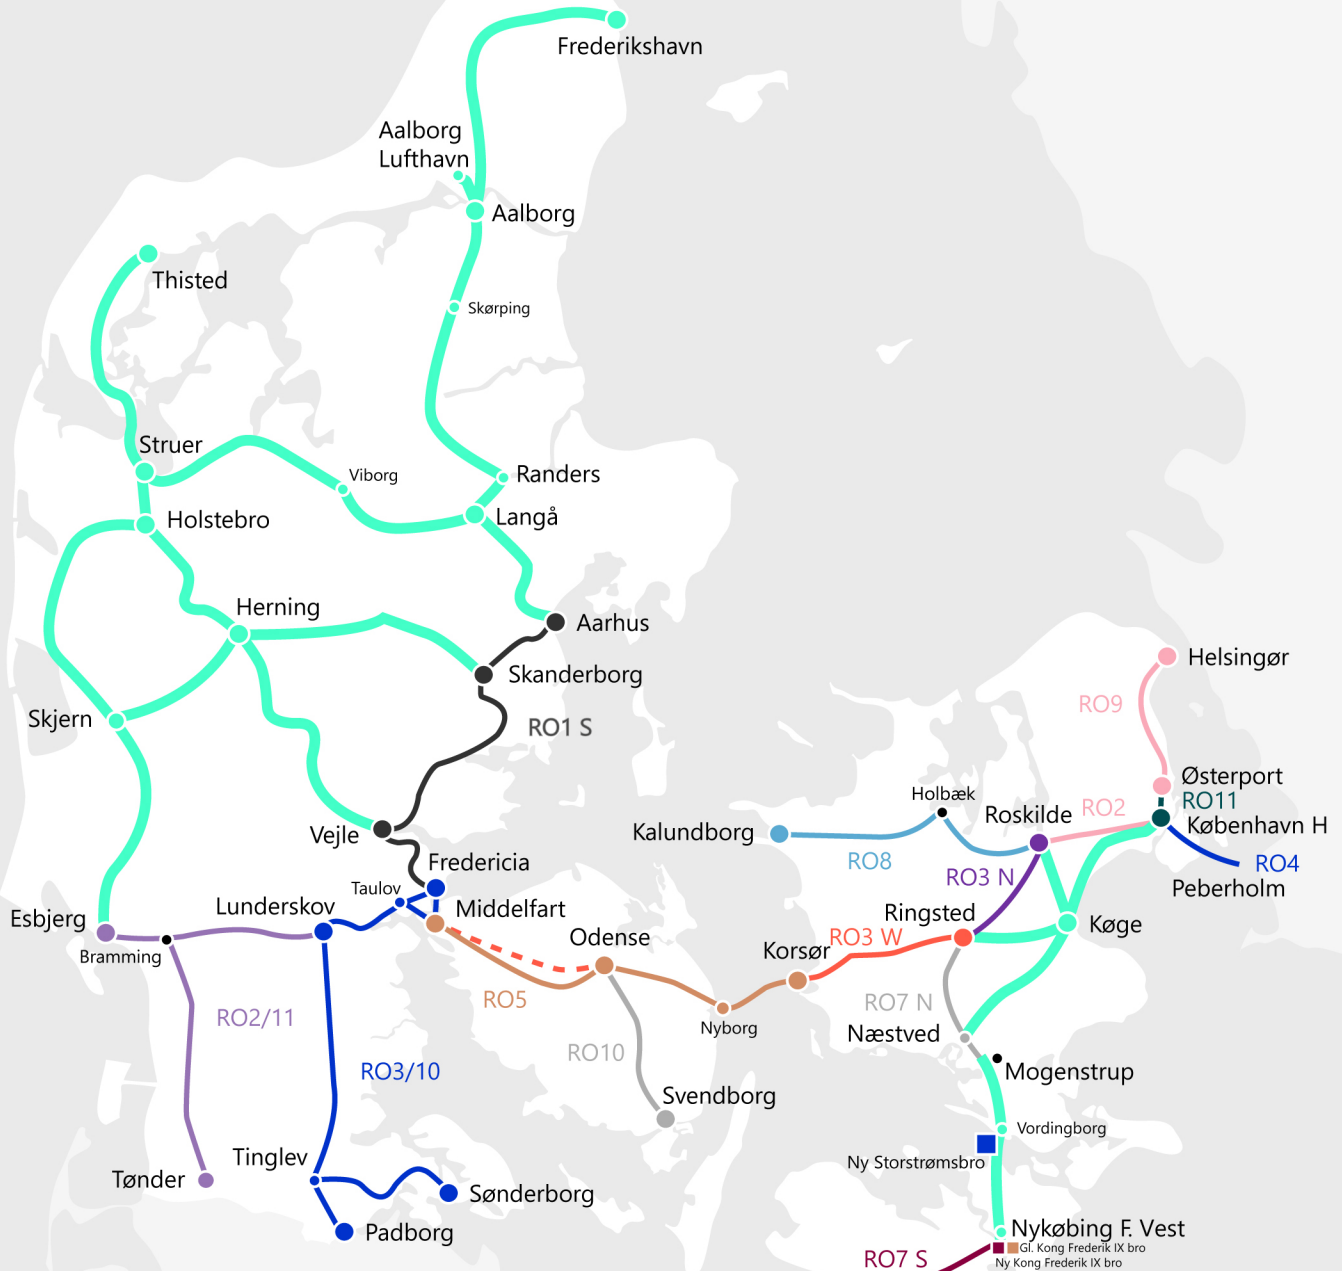 Frederikshavn
Aalborg
Lufthavn
Aalborg
Thisted
Skørping
Struer
Viborg
Randers
Holstebro
Langå
Herning
Aarhus
Skanderborg
Helsingør
RO9
Skjern
RO1 S
Østerport
Holbæk
RO11
RO2
Roskilde
København H
Kalundborg
Vejle
RO8
Fredericia
RO4
RO3 N
Peberholm
Taulov
Lunderskov
Middelfart
Ringsted
Esbjerg
Køge
Odense
RO3 W
Korsør
Bramming
RO5
RO7 N
RO2/11
Nyborg
Næstved
RO10
RO3/10
Mogenstrup
Svendborg
Vordingborg
Tinglev
Ny Storstrømsbro
Tønder
Sønderborg
Padborg
Nykøbing F. Vest
Gl. Kong Frederik IX bro
RO7 S
Ny Kong Frederik IX bro